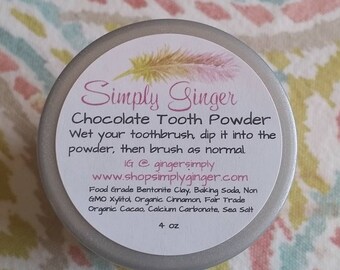 Simply Ginger
Chocolate Tooth Powder
Wet your toothbrush, dip it into the
powder, then brush as normal.
IG @ gingersimply
www.shopsimplyginger.com
Food Grade Bentonite Clay, Baking Soda, Non
GMO Xylitol, Organic Cinnamon, Fair Trade
Organic Cacao, Calcium Carbonate, Sea Salt
4 oz